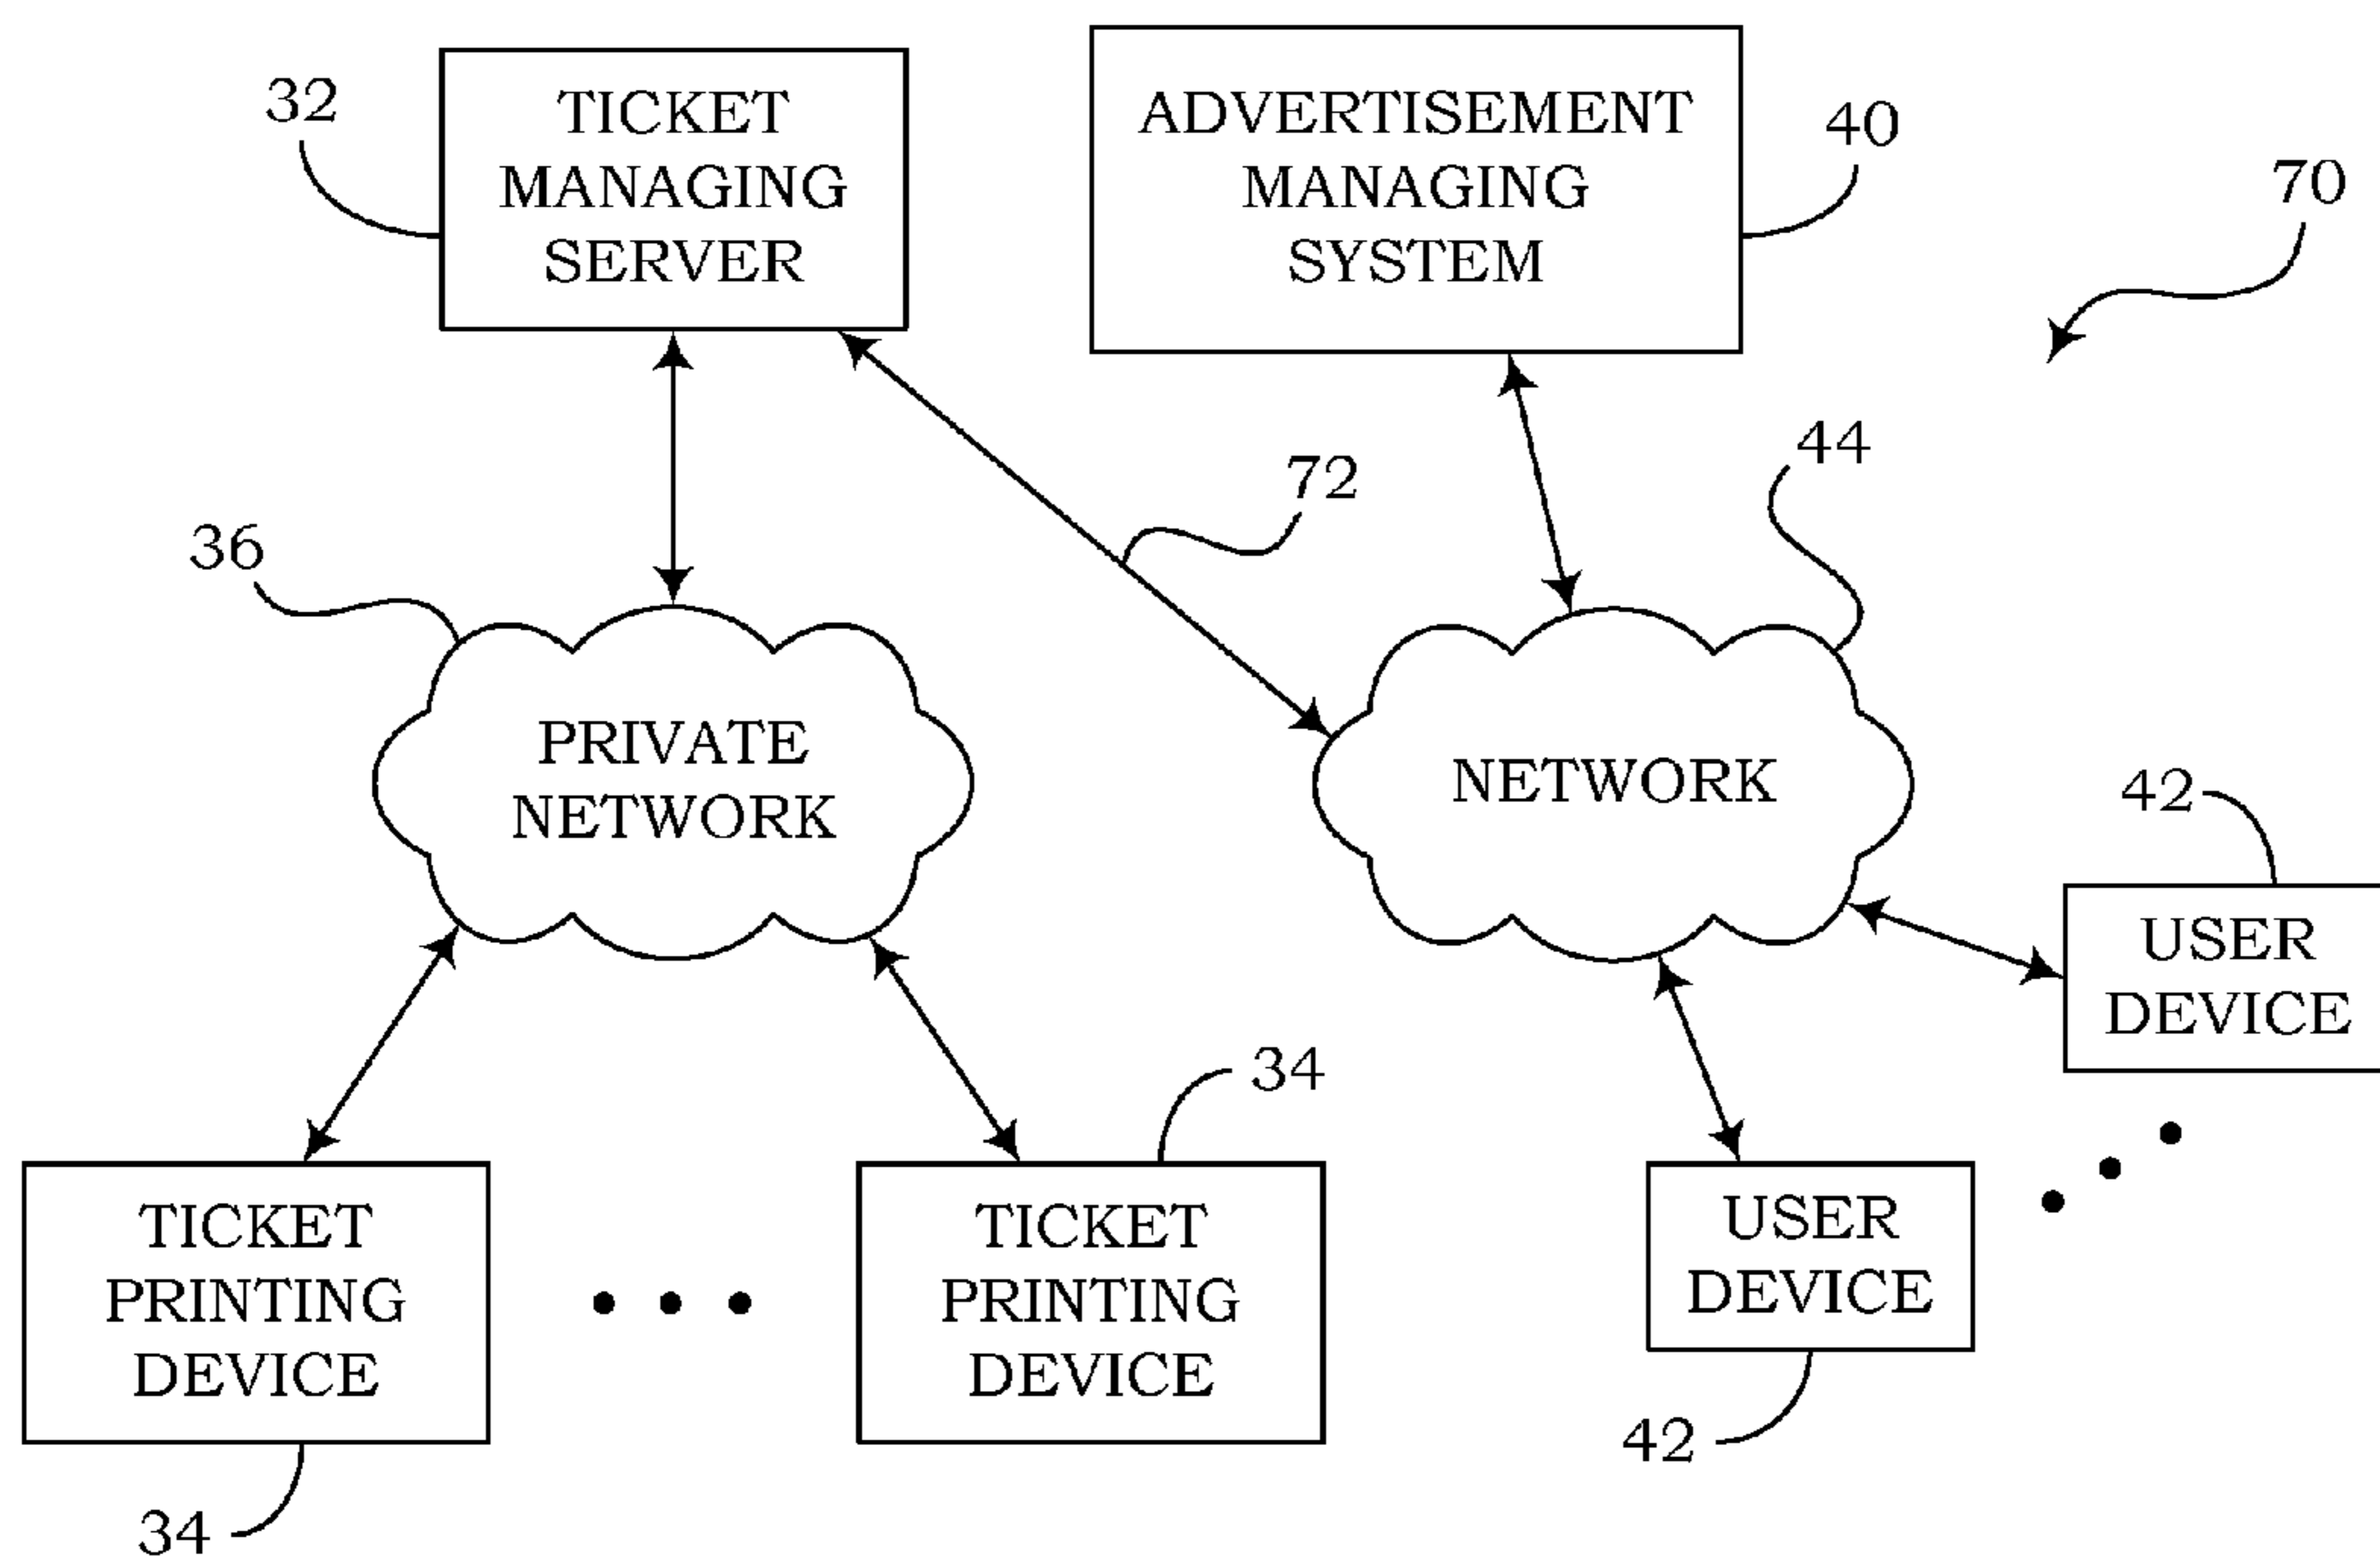 32
TICKET
MANAGING
SERVER
ADVERTISEMENT
MANAGING
SYSTEM
40
70
36
72
44
PRIVATE
NETWORK
NETWORK
42
USER
DEVICE
34
TICKET
PRINTING
DEVICE
TICKET
PRINTING
DEVICE
USER
DEVICE
34
42